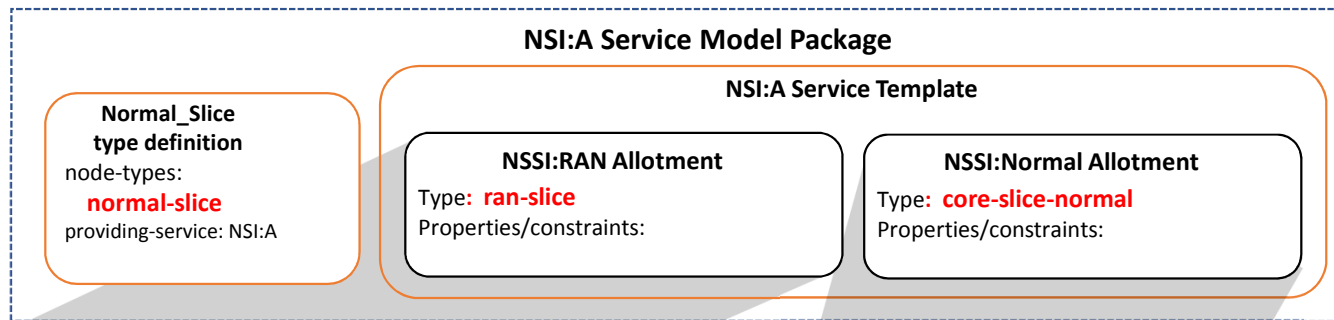 NSI:A Service Model Package
Normal_Slice
type definition
node-types:
normal-slice
providing-service: NSI:A
NSI:A Service Template
NSSI:RAN Allotment
Type: ran-slice
Properties/constraints:
NSSI:Normal Allotment
Type: core-slice-normal
Properties/constraints: